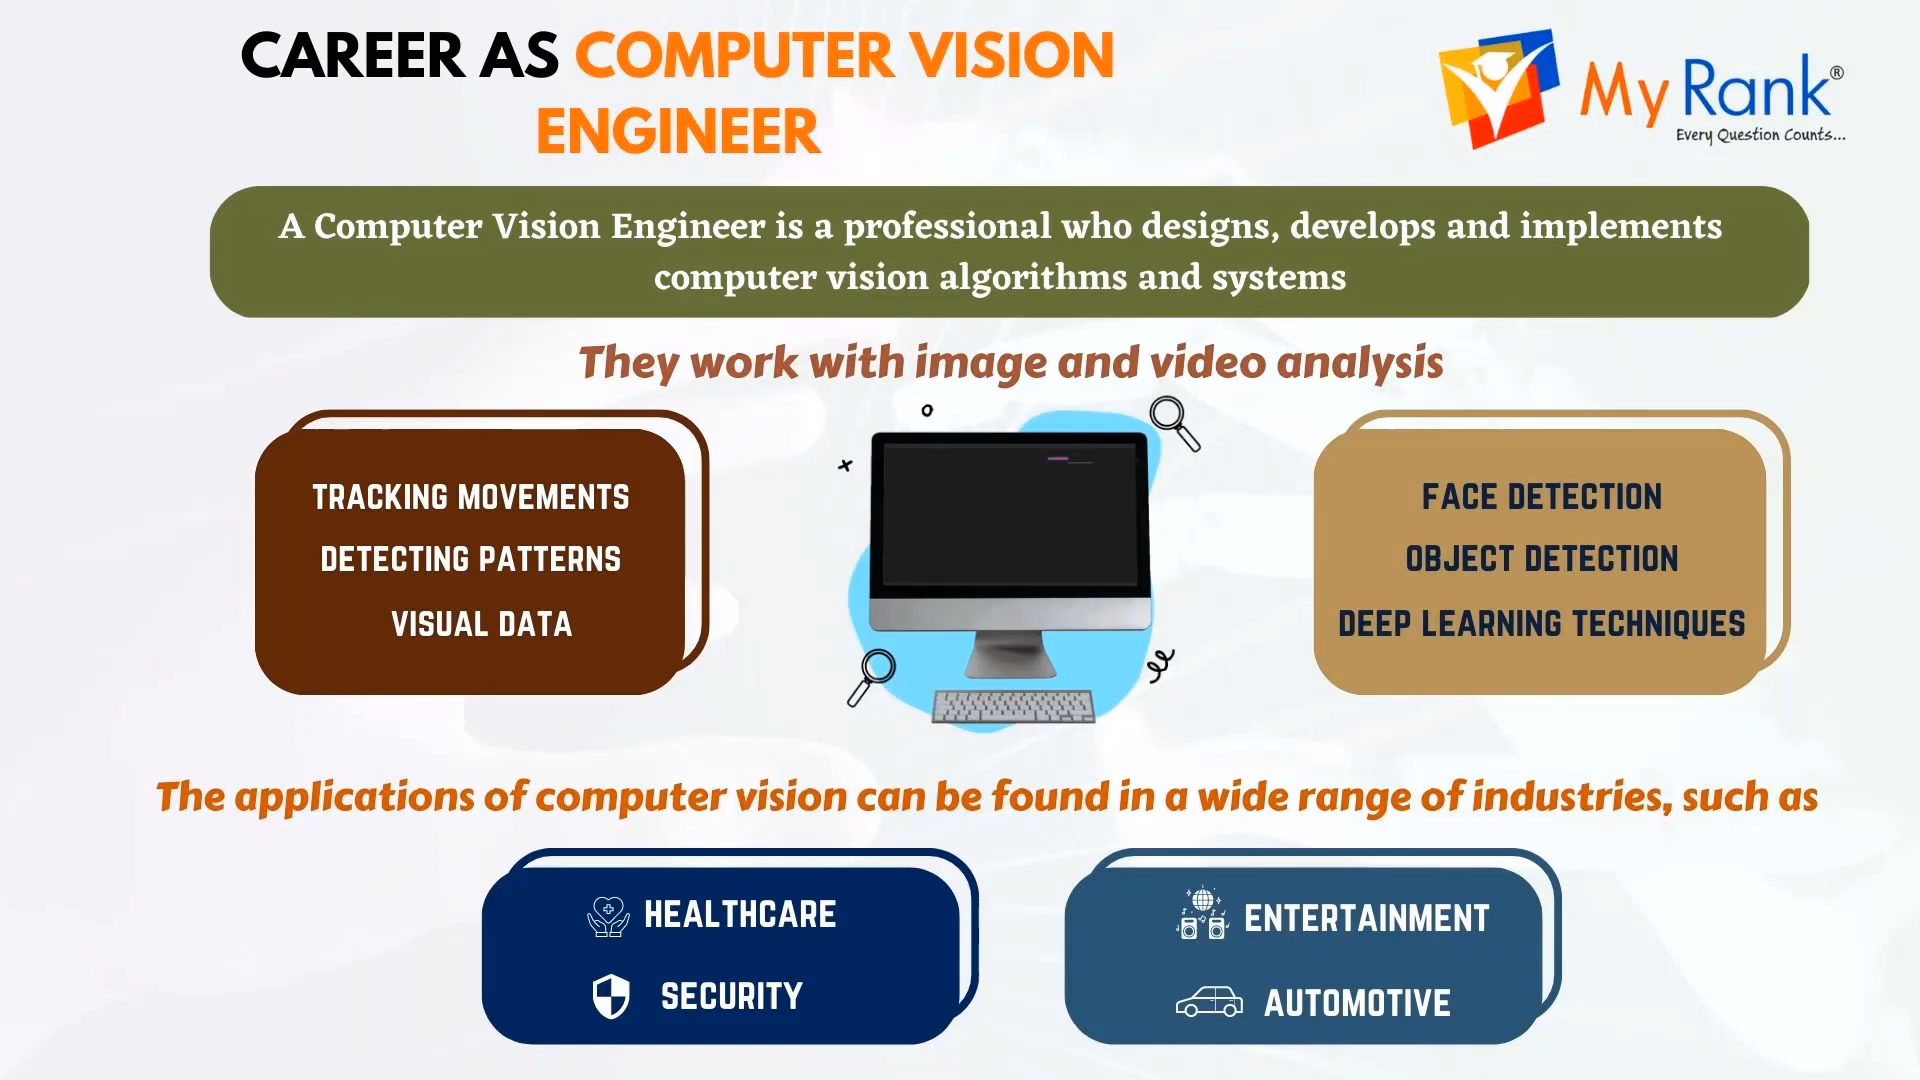 CAREER AS COMPUTER VISION
ENGINEER
My Rank®
Every Question Counts...
A Computer Vision Engineer is a professional who designs, develops and implements
computer vision algorithms and systems
They work with image and video analysis
TRACKING MOVEMENTS
DETECTING PATTERNS
VISUAL DATA
FACE DETECTION
OBJECT DETECTION
DEEP LEARNING TECHNIQUES
The applications of computer vision can be found in a wide range of industries, such as
HEALTHCARE
SECURITY
ENTERTAINMENT
AUTOMOTIVE